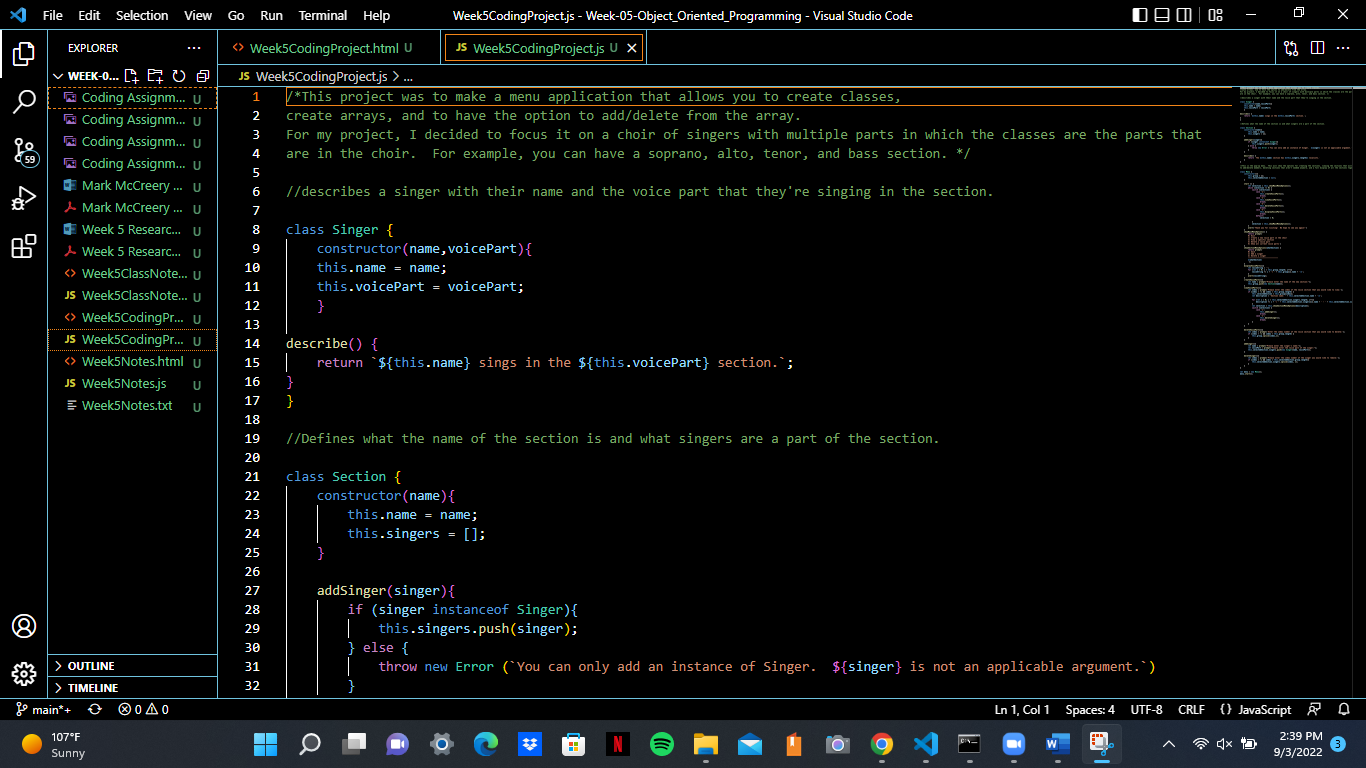 File Edit Selection View Go Run Terminal Help
Week5CodingProject.js - Week-05-Object_Oriented_Programming - Visual Studio Code
EXPLORER
WEEK-0...
Coding Assignm... U
Coding Assignm... U
Coding Assignm... U
Coding Assignm... U
Mark McCreery ... U
Mark McCreery ... U
Week 5 Researc... U
Week 5 Researc... U
Week5ClassNote... U
JS Week5ClassNote... U
Week5CodingPr... U
JS Week5CodingPr... U
Week5Notes.html U
JS Week5Notes.js U
Week5Notes.txt U
OUTLINE
TIMELINE
59
Week5CodingProject.html U
JS Week5CodingProject.js U
JS Week5CodingProject.js > ...
1 /*This project was to make a menu application that allows you to create classes,
2 create arrays, and to have the option to add/delete from the array.
3 For my project, I decided to focus it on a choir of singers with multiple parts in which the classes are the parts that
4 are in the choir.  For example, you can have a soprano, alto, tenor, and bass section. */
5
6 //describes a singer with their name and the voice part that they're singing in the section.
7
8 class Singer {
9     constructor(name,voicePart){
10     this.name = name;
11     this.voicePart = voicePart;
12     }
13
14 describe() {
15     return `${this.name} sings in the ${this.voicePart} section.`;
16 }
17 }
18
19 //Defines what the name of the section is and what singers are a part of the section.
20
21 class Section {
22     constructor(name){
23         this.name = name;
24         this.singers = [];
25     }
26
27     addSinger(singer){
28         if (singer instanceof Singer){
29             this.singers.push(singer);
30         } else {
31             throw new Error (`You can only add an instance of Singer.  ${singer} is not an applicable argument.`)
32         }
main*+ 0 0
Ln 1, Col 1 Spaces: 4 UTF-8 CRLF {} JavaScript
107°F
Sunny
2:39 PM
9/3/2022
3